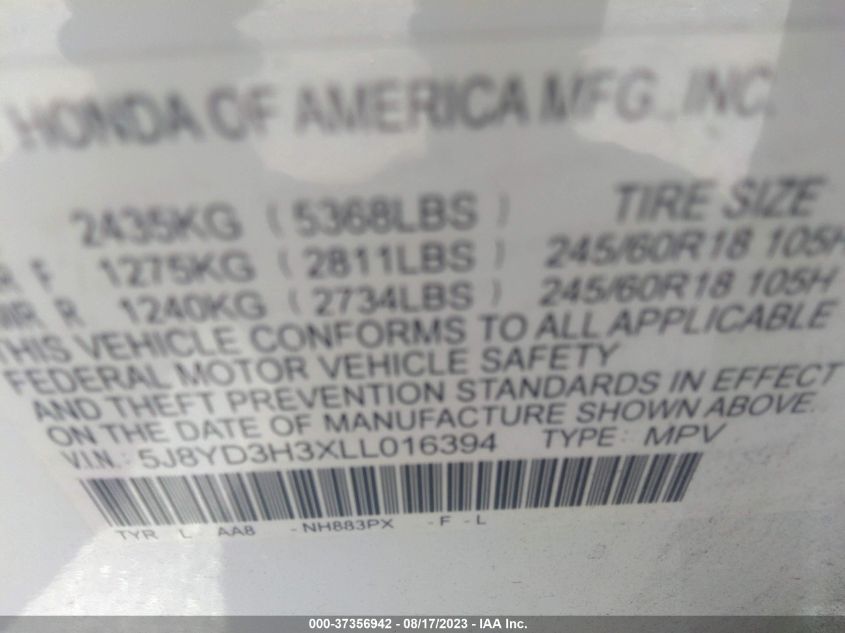 HONDA OF AMERICA MFG., INC.
2435KG ( 5368LBS ) TIRE SIZE
R F 1275KG ( 2811LBS ) 245/60R18 105H
WR R 1240KG ( 2734LBS ) 245/60R18 105H
THIS VEHICLE CONFORMS TO ALL APPLICABLE
FEDERAL MOTOR VEHICLE SAFETY
AND THEFT PREVENTION STANDARDS IN EFFECT
ON THE DATE OF MANUFACTURE SHOWN ABOVE.
V.I.N.: 5J8YD3H3XLL016394 TYPE: MPV
TYR L AA8 - NH883PX - F - L
000-37356942 - 08/17/2023 - IAA Inc.